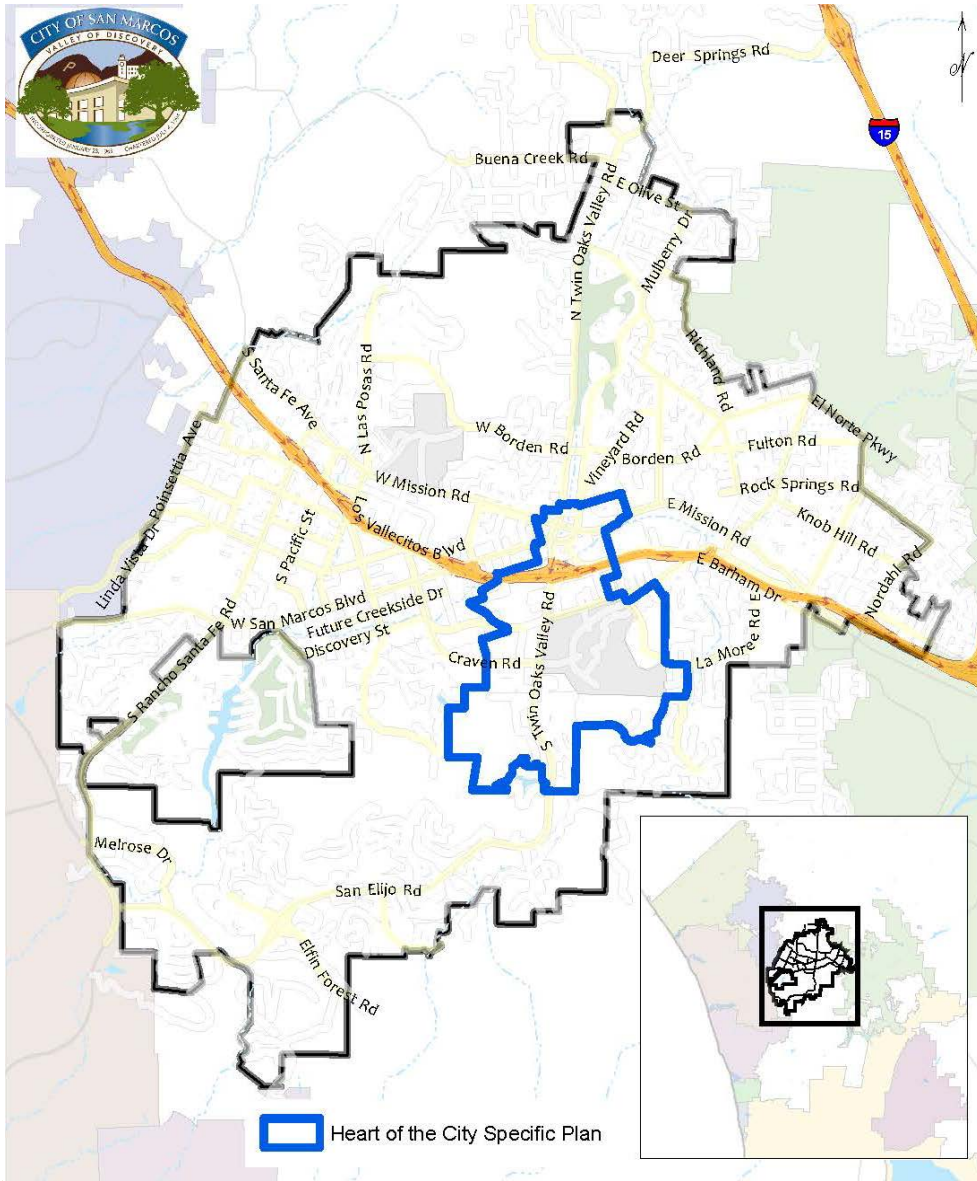 CITY OF SAN MARCOS
VALLEY OF DISCOVERY
Deer Springs Rd
N
15
Buena Creek Rd
E Olive St
N Twin Oaks Valley Rd
Mulberry Dr
S Santa Fe Ave
N Las Posas Rd
Richland Rd
El Norte Pkwy
Poinsettia Ave
W Borden Rd
Vineyard Rd
Borden Rd
Fulton Rd
W Mission Rd
Rock Springs Rd
Los Vallecitos Blvd
E Mission Rd
Knob Hill Rd
Linda Vista Dr
S Pacific St
E Barham Dr
Nordahl Rd
W San Marcos Blvd
Future Creekside Dr
Discovery St
S Rancho Santa Fe Rd
Craven Rd
S Twin Oaks Valley Rd
La More Rd E
Melrose Dr
San Elijo Rd
Elfin Forest Rd
Heart of the City Specific Plan